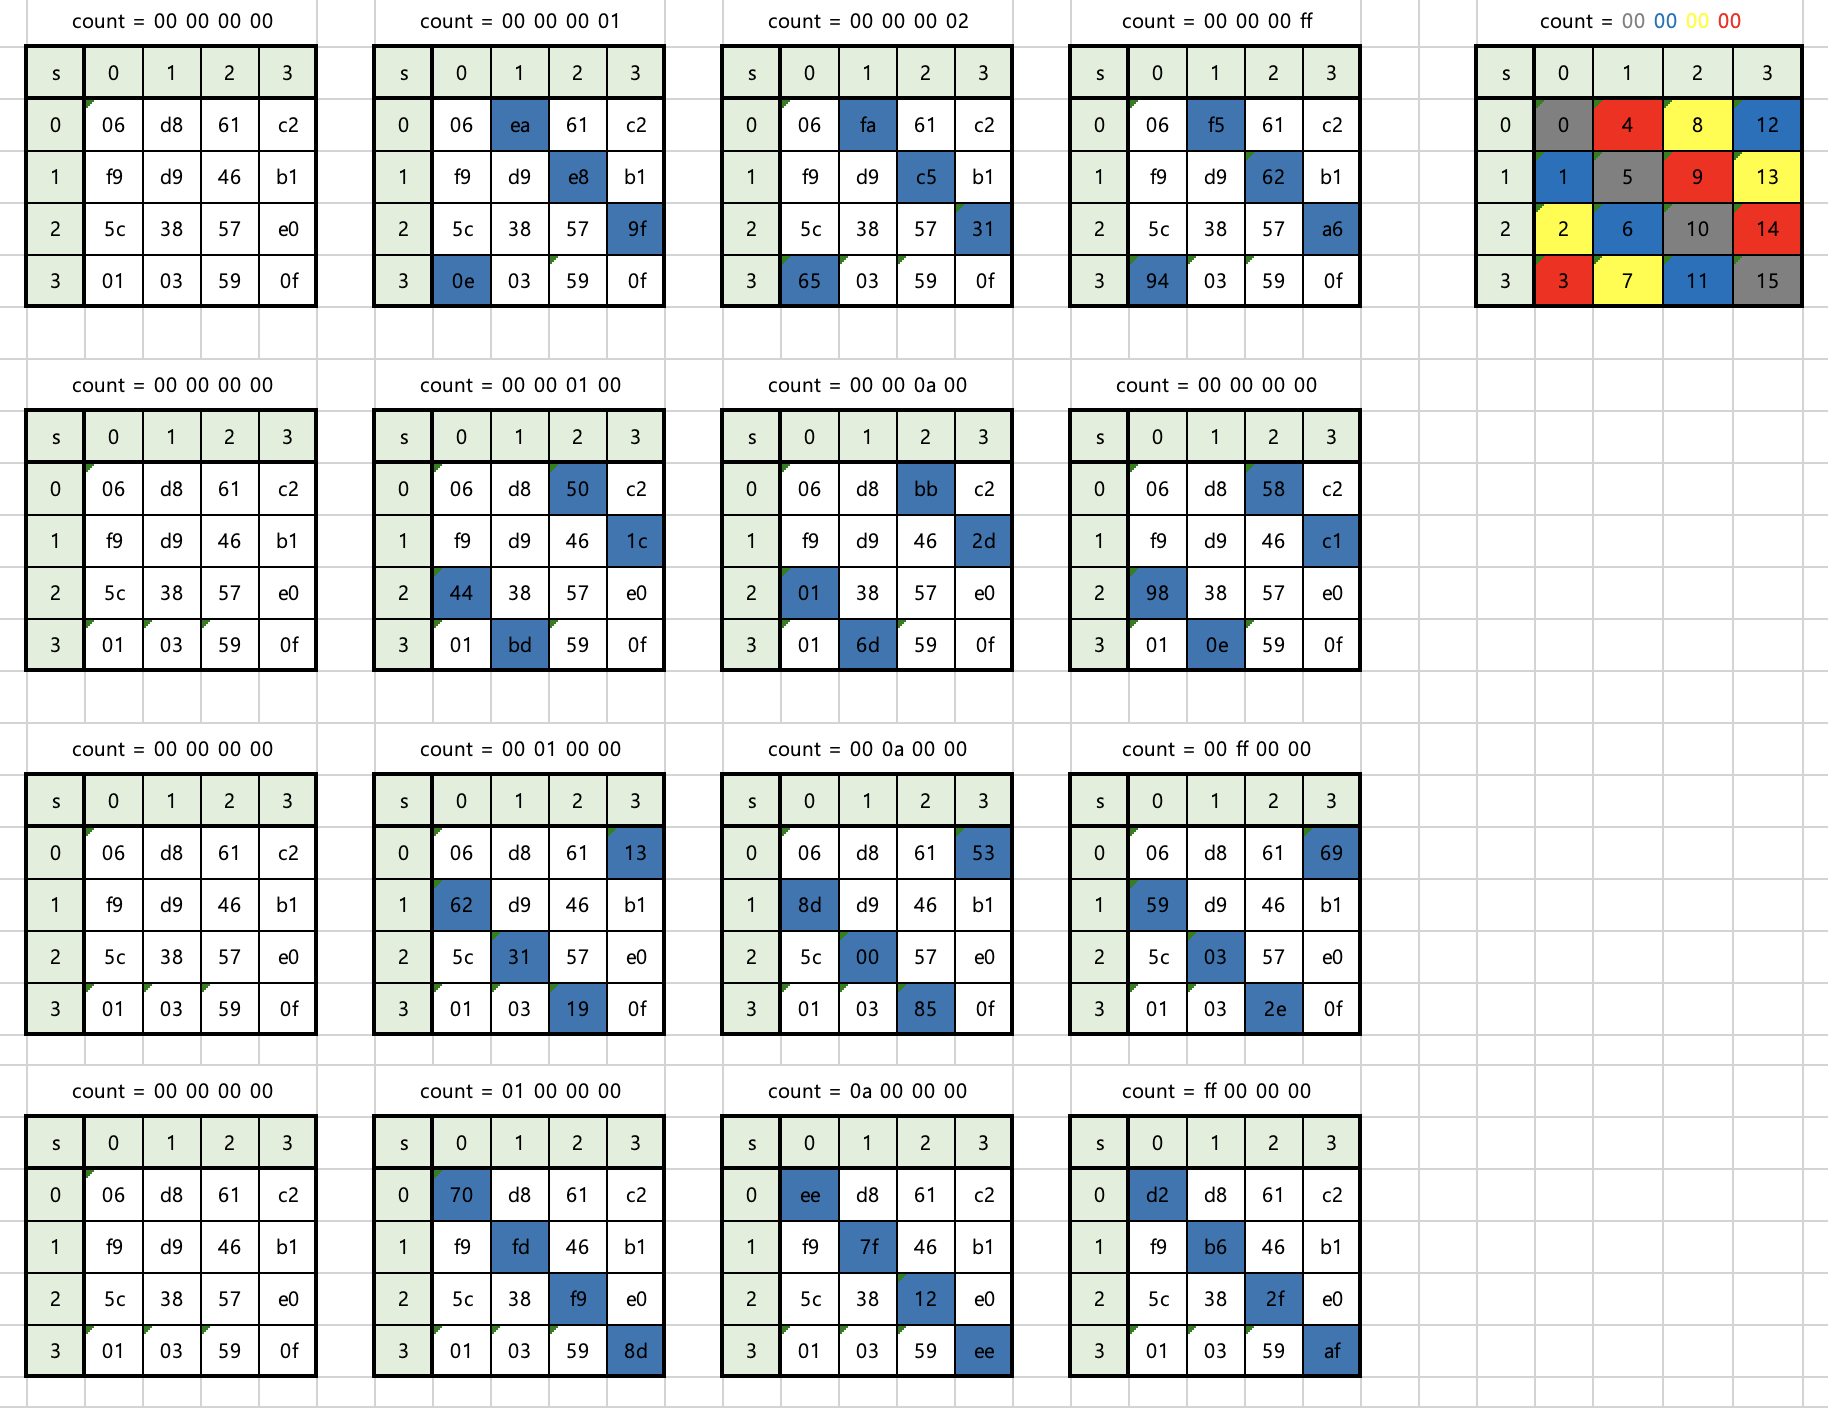 count = 00 00 00 00 count = 00 00 00 01 count = 00 00 00 02 count = 00 00 00 ff count = 00 00 00 00
s 0 1 2 3 s 0 1 2 3 s 0 1 2 3 s 0 1 2 3 s 0 1 2 3
0 06 d8 61 c2 0 06 ea 61 c2 0 06 fa 61 c2 0 06 f5 61 c2 0 0 4 8 12
1 f9 d9 46 b1 1 f9 d9 e8 b1 1 f9 d9 c5 b1 1 f9 d9 62 b1 1 1 5 9 13
2 5c 38 57 e0 2 5c 38 57 9f 2 5c 38 57 31 2 5c 38 57 a6 2 2 6 10 14
3 01 03 59 0f 3 0e 03 59 0f 3 65 03 59 0f 3 94 03 59 0f 3 3 7 11 15
count = 00 00 00 00 count = 00 00 01 00 count = 00 00 0a 00 count = 00 00 00 00
s 0 1 2 3 s 0 1 2 3 s 0 1 2 3 s 0 1 2 3
0 06 d8 61 c2 0 06 d8 50 c2 0 06 d8 bb c2 0 06 d8 58 c2
1 f9 d9 46 b1 1 f9 d9 46 1c 1 f9 d9 46 2d 1 f9 d9 46 c1
2 5c 38 57 e0 2 44 38 57 e0 2 01 38 57 e0 2 98 38 57 e0
3 01 03 59 0f 3 01 bd 59 0f 3 01 6d 59 0f 3 01 0e 59 0f
count = 00 00 00 00 count = 00 01 00 00 count = 00 0a 00 00 count = 00 ff 00 00
s 0 1 2 3 s 0 1 2 3 s 0 1 2 3 s 0 1 2 3
0 06 d8 61 c2 0 06 d8 61 13 0 06 d8 61 53 0 06 d8 61 69
1 f9 d9 46 b1 1 62 d9 46 b1 1 8d d9 46 b1 1 59 d9 46 b1
2 5c 38 57 e0 2 5c 31 57 e0 2 5c 00 57 e0 2 5c 03 57 e0
3 01 03 59 0f 3 01 03 19 0f 3 01 03 85 0f 3 01 03 2e 0f
count = 00 00 00 00 count = 01 00 00 00 count = 0a 00 00 00 count = ff 00 00 00
s 0 1 2 3 s 0 1 2 3 s 0 1 2 3 s 0 1 2 3
0 06 d8 61 c2 0 70 d8 61 c2 0 ee d8 61 c2 0 d2 d8 61 c2
1 f9 d9 46 b1 1 f9 fd 46 b1 1 f9 7f 46 b1 1 f9 b6 46 b1
2 5c 38 57 e0 2 5c 38 f9 e0 2 5c 38 12 e0 2 5c 38 2f e0
3 01 03 59 0f 3 01 03 59 8d 3 01 03 59 ee 3 01 03 59 af